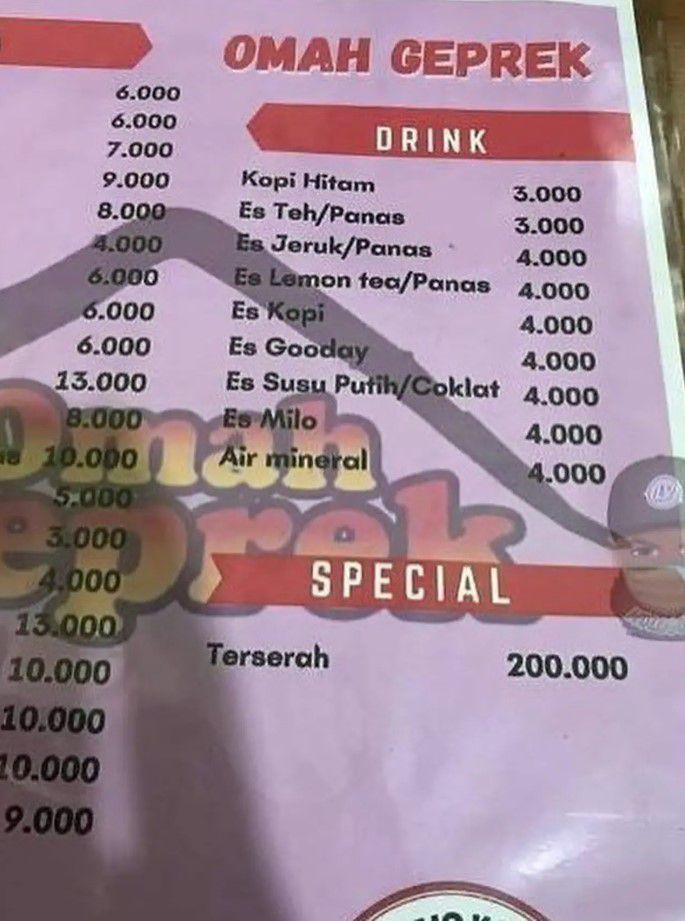 OMAH GEPREK
6.000
6.000
7.000
9.000
8.000
4.000
6.000
6.000
6.000
13.000
8.000
10.000
5.000
3.000
4.000
13.000
10.000
10.000
10.000
9.000
DRINK
Kopi Hitam 3.000
Es Teh/Panas 3.000
Es Jeruk/Panas 4.000
Es Lemon tea/Panas 4.000
Es Kopi 4.000
Es Gooday 4.000
Es Susu Putih/Coklat 4.000
Es Milo 4.000
Air mineral 4.000
SPECIAL
Terserah 200.000
Omah
Geprek